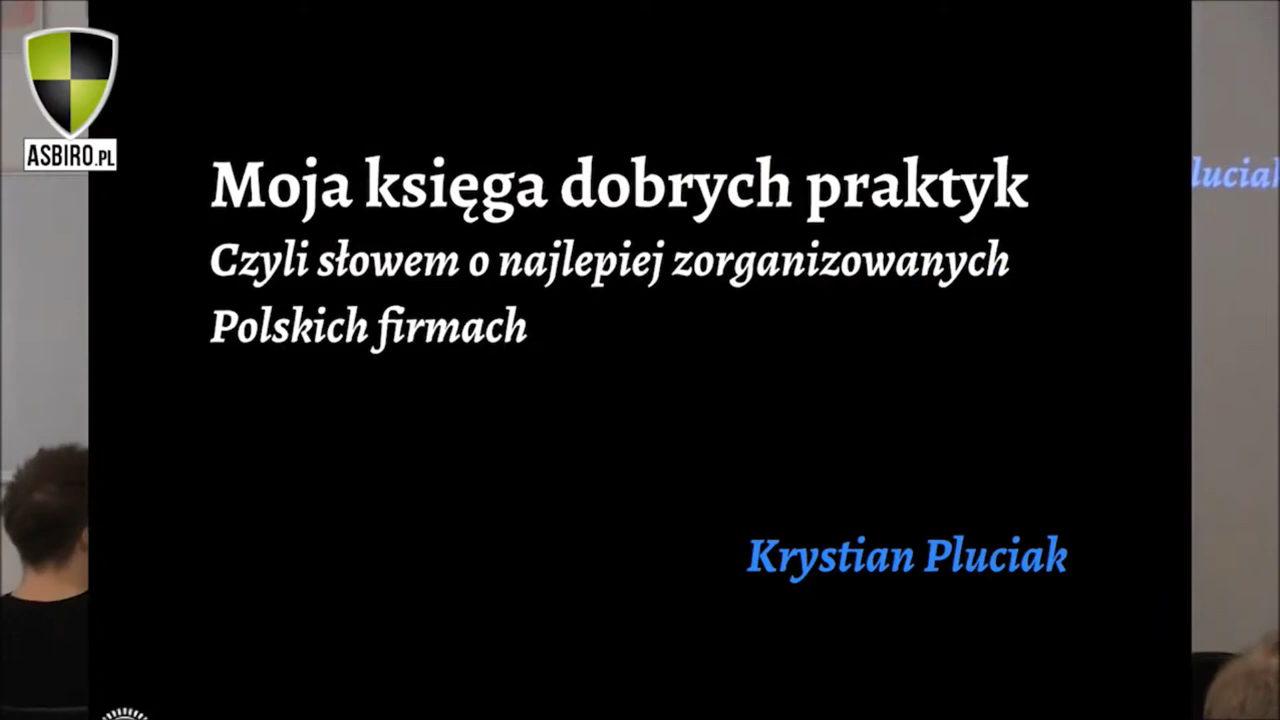 ASBIRO.PL
Moja księga dobrych praktyk
Czyli słowem o najlepiej zorganizowanych
Polskich firmach
Krystian Pluciak
luciak